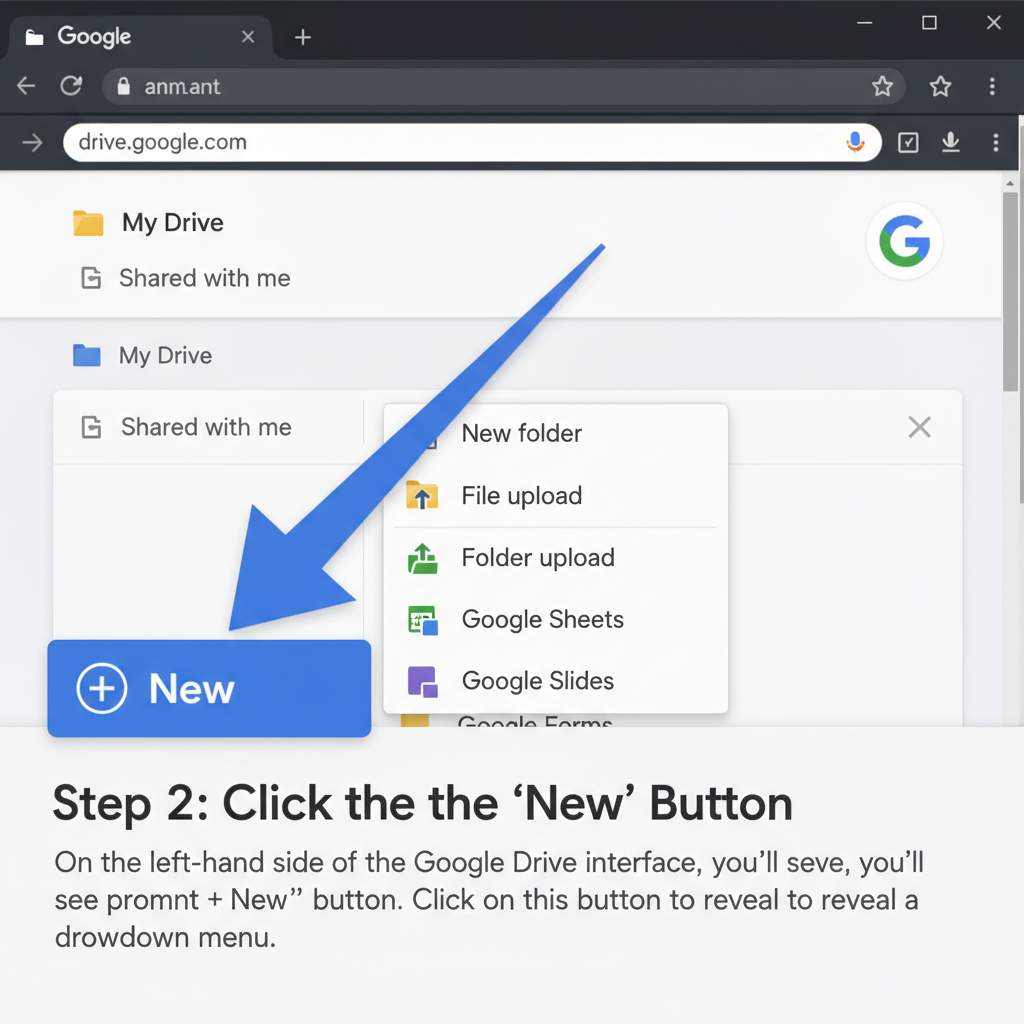 Google
anm.ant
drive.google.com
My Drive
Shared with me
My Drive
Shared with me
New folder
File upload
Folder upload
Google Sheets
Google Slides
Google Forms
New
Step 2: Click the the ‘New’ Button
On the left-hand side of the Google Drive interface, you’ll seve, you’ll
see promnt + New” button. Click on this button to reveal to reveal a
drowdown menu.